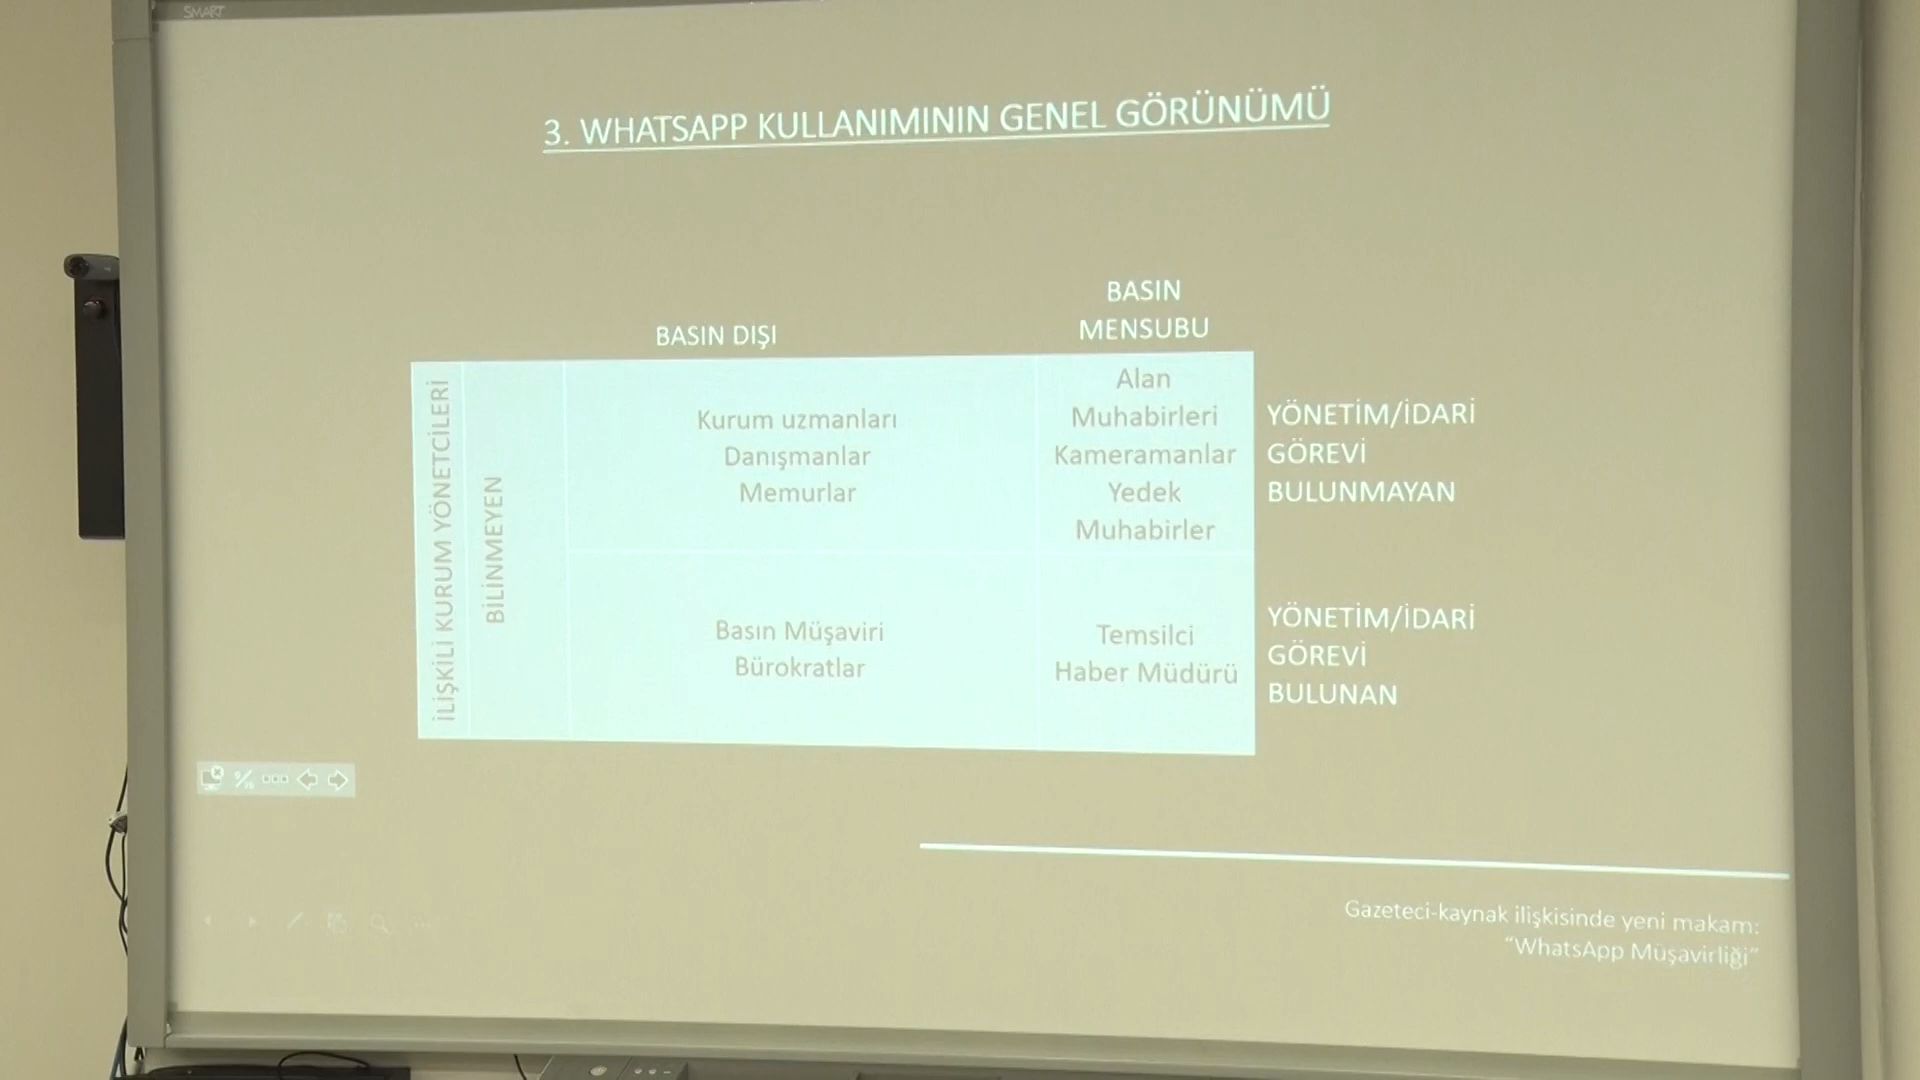 SMART
3. WHATSAPP KULLANIMININ GENEL GÖRÜNÜMÜ
BASIN DIŞI
BASIN
MENSUBU
İLİŞKİLİ KURUM YÖNETCİLERİ
BİLİNMEYEN
Kurum uzmanları
Danışmanlar
Memurlar
Alan
Muhabirleri
Kameramanlar
Yedek
Muhabirler
YÖNETİM/İDARİ
GÖREVİ
BULUNMAYAN
Basın Müşaviri
Bürokratlar
Temsilci
Haber Müdürü
YÖNETİM/İDARİ
GÖREVİ
BULUNAN
Gazeteci-kaynak ilişkisinde yeni makam:
"WhatsApp Müşavirliği"